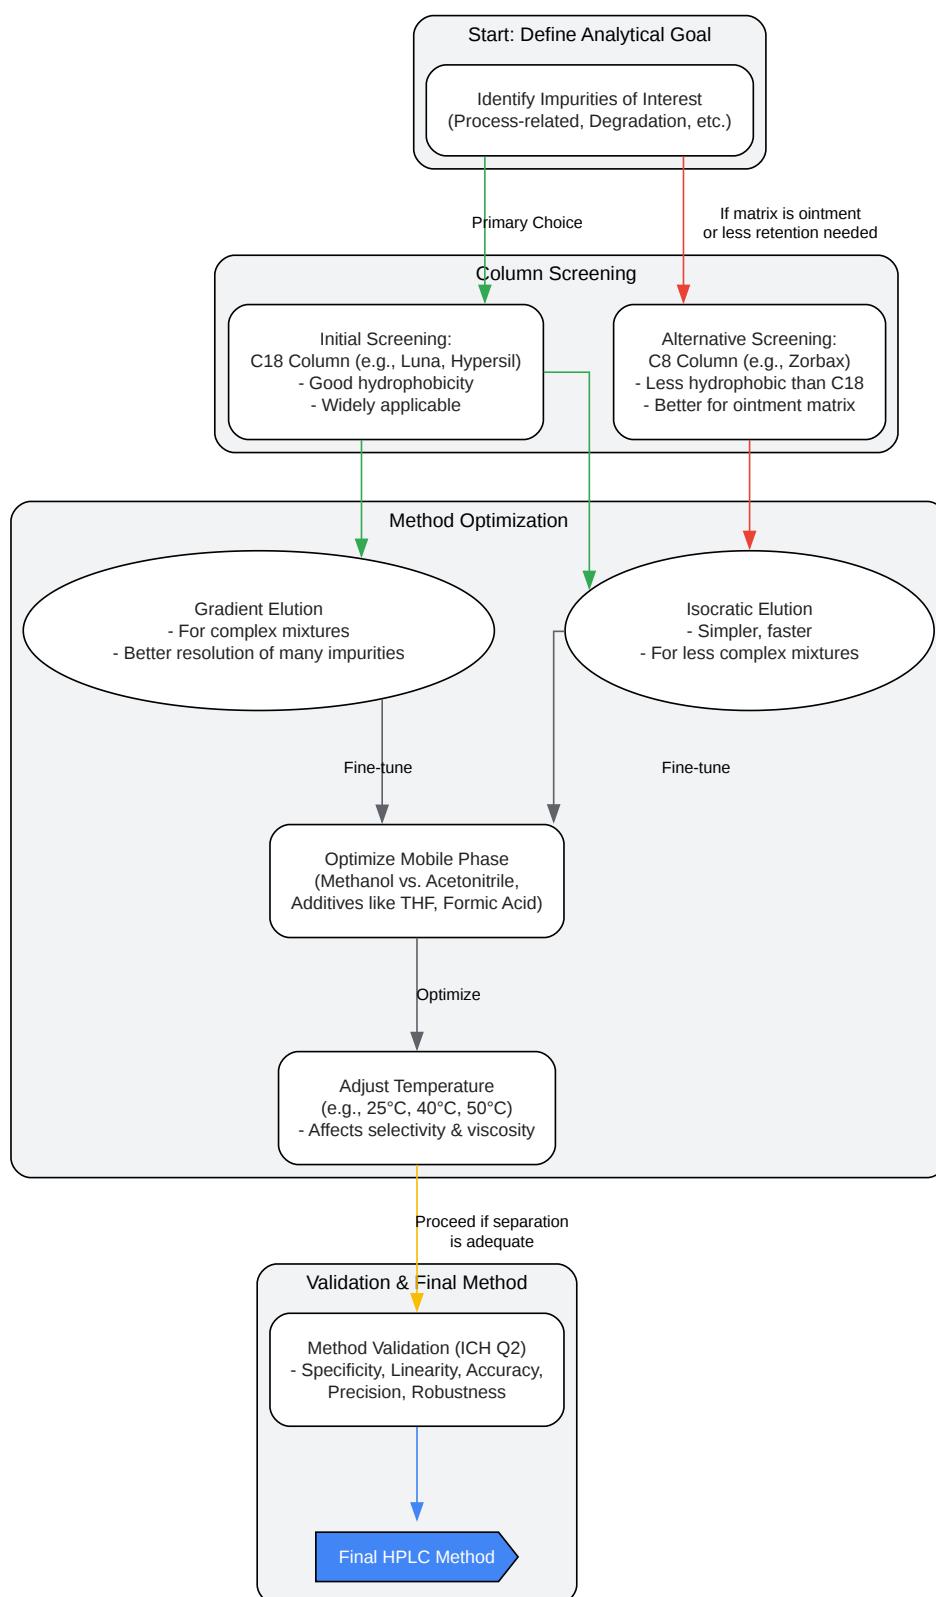 Start: Define Analytical Goal
Identify Impurities of Interest
(Process-related, Degradation, etc.)
Primary Choice
If matrix is ointment
or less retention needed
Column Screening
Initial Screening:
C18 Column (e.g., Luna, Hypersil)
- Good hydrophobicity
- Widely applicable
Alternative Screening:
C8 Column (e.g., Zorbax)
- Less hydrophobic than C18
- Better for ointment matrix
Method Optimization
Gradient Elution
- For complex mixtures
- Better resolution of many impurities
Isocratic Elution
- Simpler, faster
- For less complex mixtures
Fine-tune
Fine-tune
Optimize Mobile Phase
(Methanol vs. Acetonitrile,
Additives like THF, Formic Acid)
Optimize
Adjust Temperature
(e.g., 25°C, 40°C, 50°C)
- Affects selectivity & viscosity
Proceed if separation
is adequate
Validation & Final Method
Method Validation (ICH Q2)
- Specificity, Linearity, Accuracy,
Precision, Robustness
Final HPLC Method